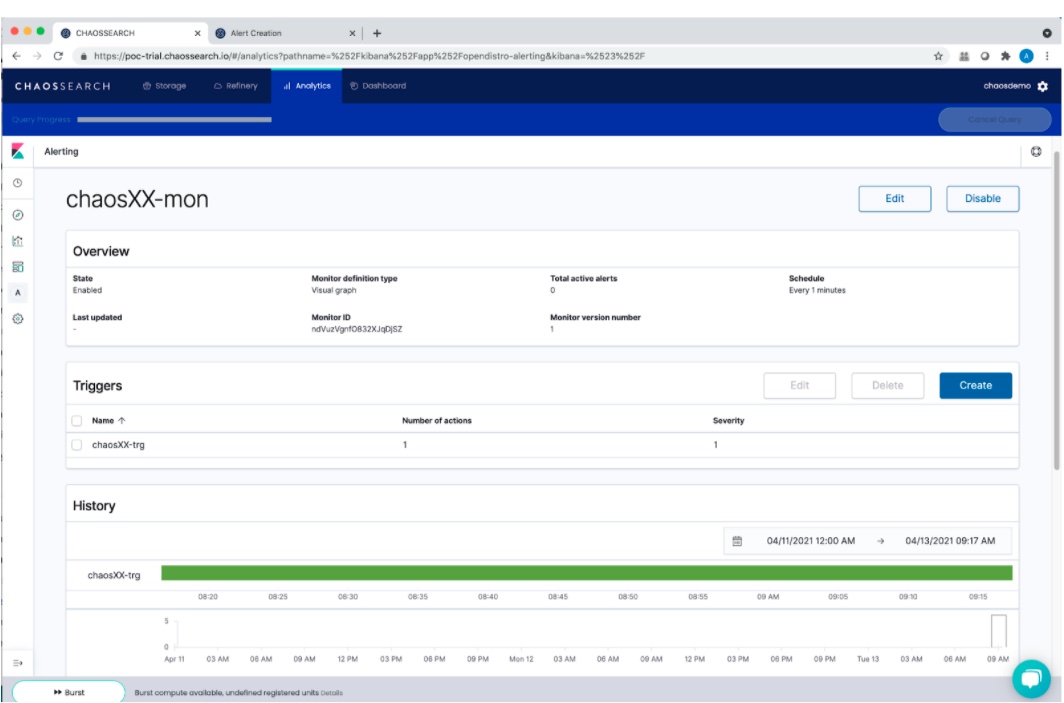 CHAOSSEARCH
Alert Creation
https://poc-trial.chaossearch.io/#/analytics?pathname=%252Fkibana%252Fapp%252Fopendistro-alerting&kibana=%2523%252F
A
CHAOSSEARCH Storage Refinery Analytics Dashboard chaosdemo
Query Progress Cancel Query
Alerting
chaosXX-mon Edit Disable
Overview
State Monitor definition type Total active alerts Schedule
Enabled Visual graph 0 Every 1 minutes
Last updated Monitor ID Monitor version number
- ndVuzVgnfO832XJqDjSZ 1
A
Triggers Edit Delete Create
Name ↑ Number of actions Severity
chaosXX-trg 1 1
History
04/11/2021 12:00 AM → 04/13/2021 09:17 AM
chaosXX-trg
08:20 08:25 08:30 08:35 08:40 08:45 08:50 08:55 09 AM 09:05 09:10 09:15
5
0
Apr 11 03 AM 06 AM 09 AM 12 PM 03 PM 06 PM 09 PM Mon 12 03 AM 06 AM 09 AM 12 PM 03 PM 06 PM 09 PM Tue 13 03 AM 06 AM 09 AM
Burst Burst compute available, undefined registered units Details